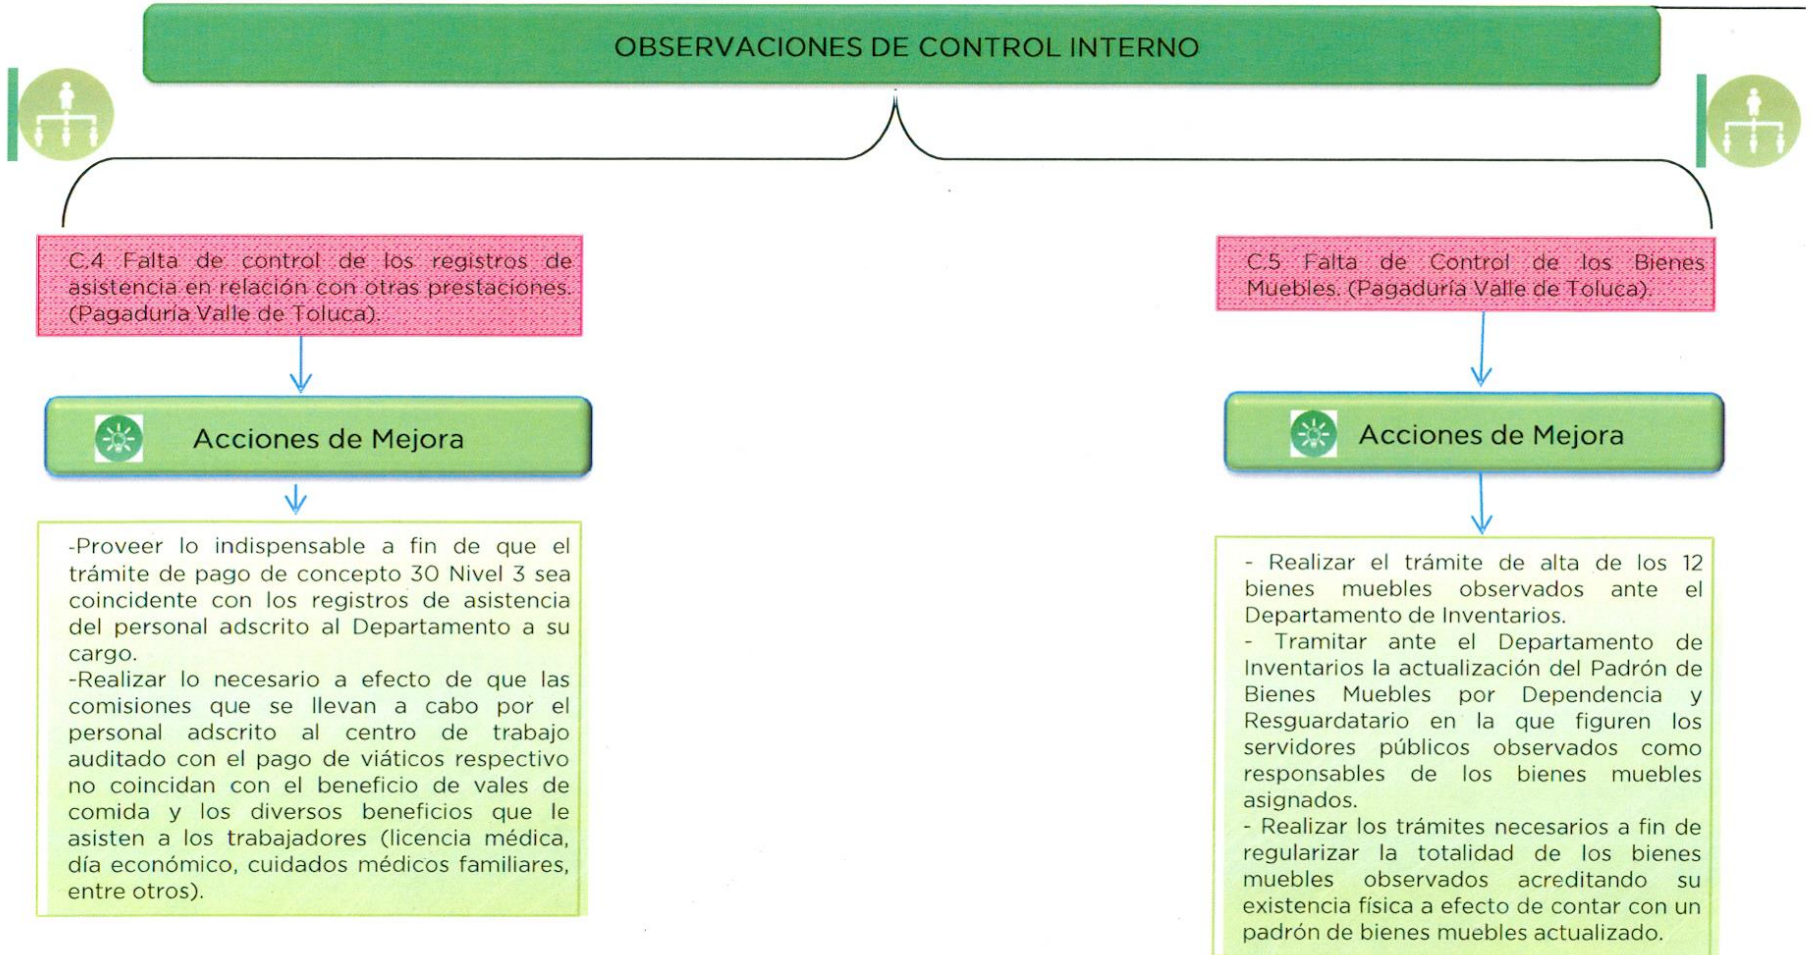 OBSERVACIONES DE CONTROL INTERNO
C.4 Falta de control de los registros de
asistencia en relación con otras prestaciones.
(Pagaduría Valle de Toluca).
Acciones de Mejora
-Proveer lo indispensable a fin de que el
trámite de pago de concepto 30 Nivel 3 sea
coincidente con los registros de asistencia
del personal adscrito al Departamento a su
cargo.
-Realizar lo necesario a efecto de que las
comisiones que se llevan a cabo por el
personal adscrito al centro de trabajo
auditado con el pago de viáticos respectivo
no coincidan con el beneficio de vales de
comida y los diversos beneficios que le
asisten a los trabajadores (licencia médica,
día económico, cuidados médicos familiares,
entre otros).
C.5 Falta de Control de los Bienes
Muebles. (Pagaduría Valle de Toluca).
Acciones de Mejora
- Realizar el trámite de alta de los 12
bienes muebles observados ante el
Departamento de Inventarios.
- Tramitar ante el Departamento de
Inventarios la actualización del Padrón de
Bienes Muebles por Dependencia y
Resguardatario en la que figuren los
servidores públicos observados como
responsables de los bienes muebles
asignados.
- Realizar los trámites necesarios a fin de
regularizar la totalidad de los bienes
muebles observados acreditando su
existencia física a efecto de contar con un
padrón de bienes muebles actualizado.